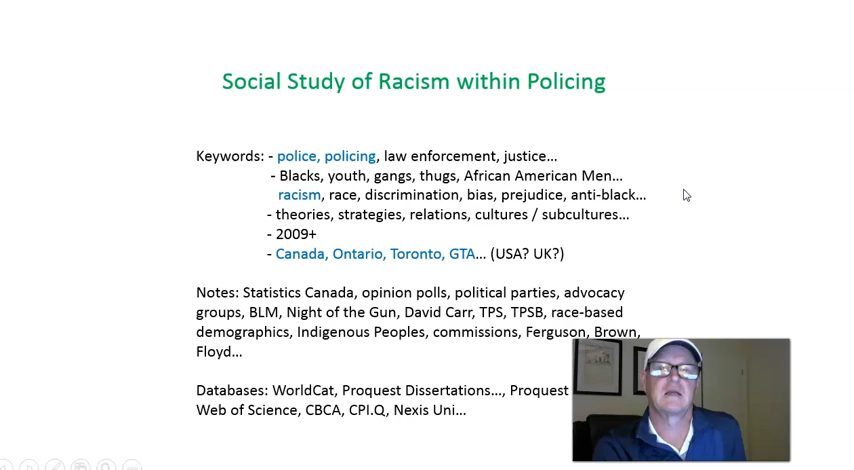 Social Study of Racism within Policing
Keywords: - police, policing, law enforcement, justice…
- Blacks, youth, gangs, thugs, African American Men…
racism, race, discrimination, bias, prejudice, anti-black…
- theories, strategies, relations, cultures / subcultures…
- 2009+
- Canada, Ontario, Toronto, GTA… (USA? UK?)
Notes: Statistics Canada, opinion polls, political parties, advocacy
groups, BLM, Night of the Gun, David Carr, TPS, TPSB, race-based
demographics, Indigenous Peoples, commissions, Ferguson, Brown,
Floyd…
Databases: WorldCat, Proquest Dissertations…, Proquest
Web of Science, CBCA, CPI.Q, Nexis Uni…